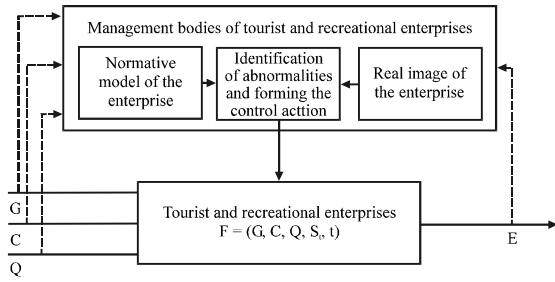 Management bodies of tourist and recreational enterprises
Normative
model of the
enterprise
Identification
of abnormalities
and forming the
control acttion
Real image of
the enterprise
G
C
Q
Tourist and recreational enterprises
F = (G, C, Q, Sₜ, t)
E